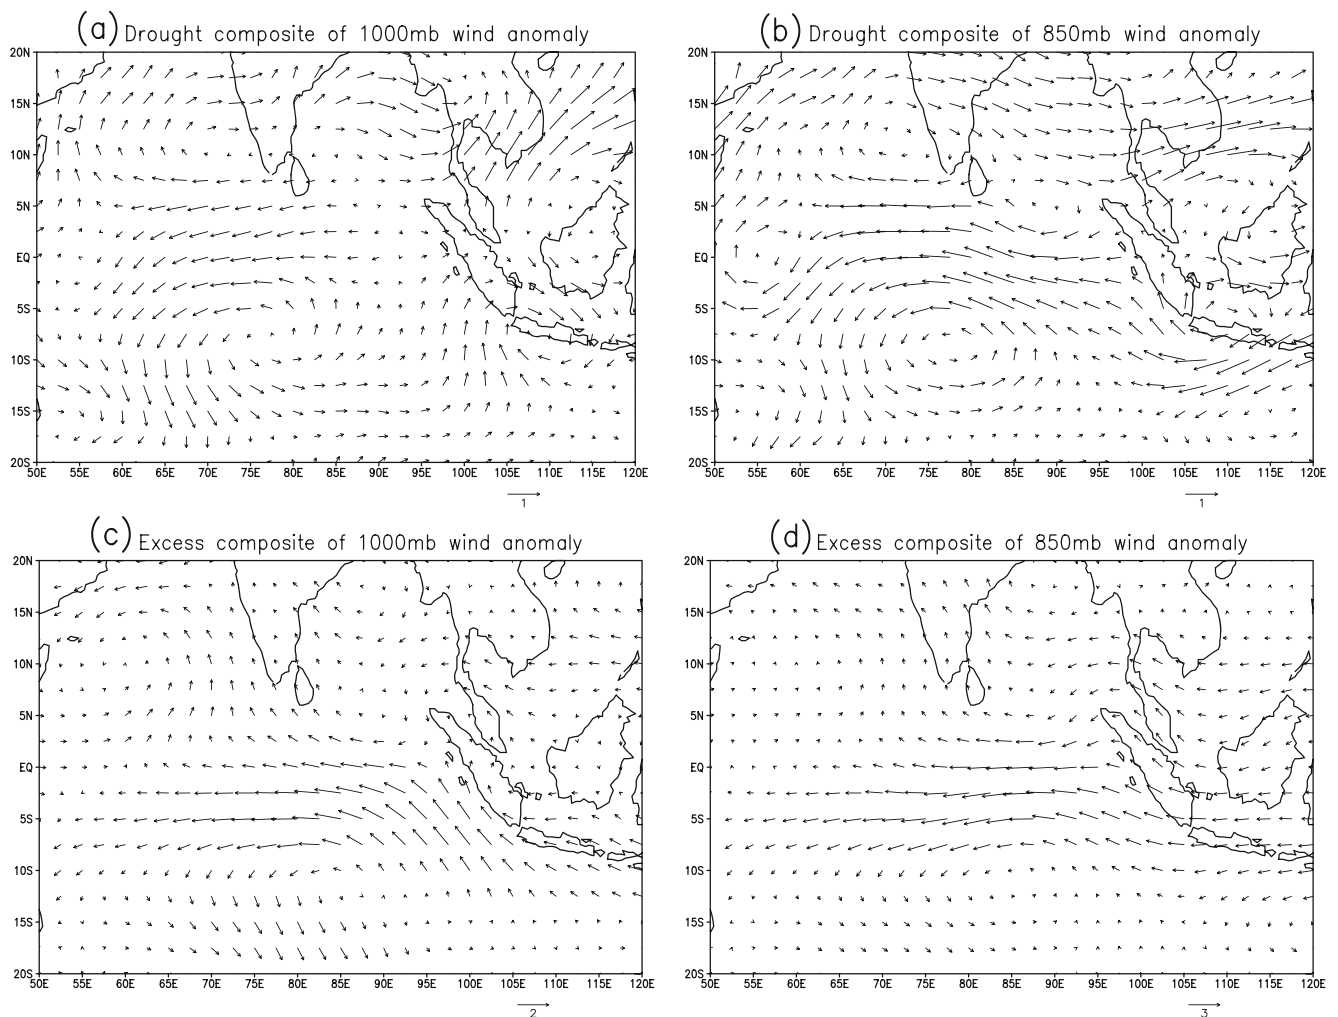 (a) Drought composite of 1000mb wind anomaly
20N
15N
10N
5N
EQ
5S
10S
15S
20S
50E 55E 60E 65E 70E 75E 80E 85E 90E 95E 100E 105E 110E 115E 120E
1
(b) Drought composite of 850mb wind anomaly
20N
15N
10N
5N
EQ
5S
10S
15S
20S
50E 55E 60E 65E 70E 75E 80E 85E 90E 95E 100E 105E 110E 115E 120E
1
(c) Excess composite of 1000mb wind anomaly
20N
15N
10N
5N
EQ
5S
10S
15S
20S
50E 55E 60E 65E 70E 75E 80E 85E 90E 95E 100E 105E 110E 115E 120E
2
(d) Excess composite of 850mb wind anomaly
20N
15N
10N
5N
EQ
5S
10S
15S
20S
50E 55E 60E 65E 70E 75E 80E 85E 90E 95E 100E 105E 110E 115E 120E
3